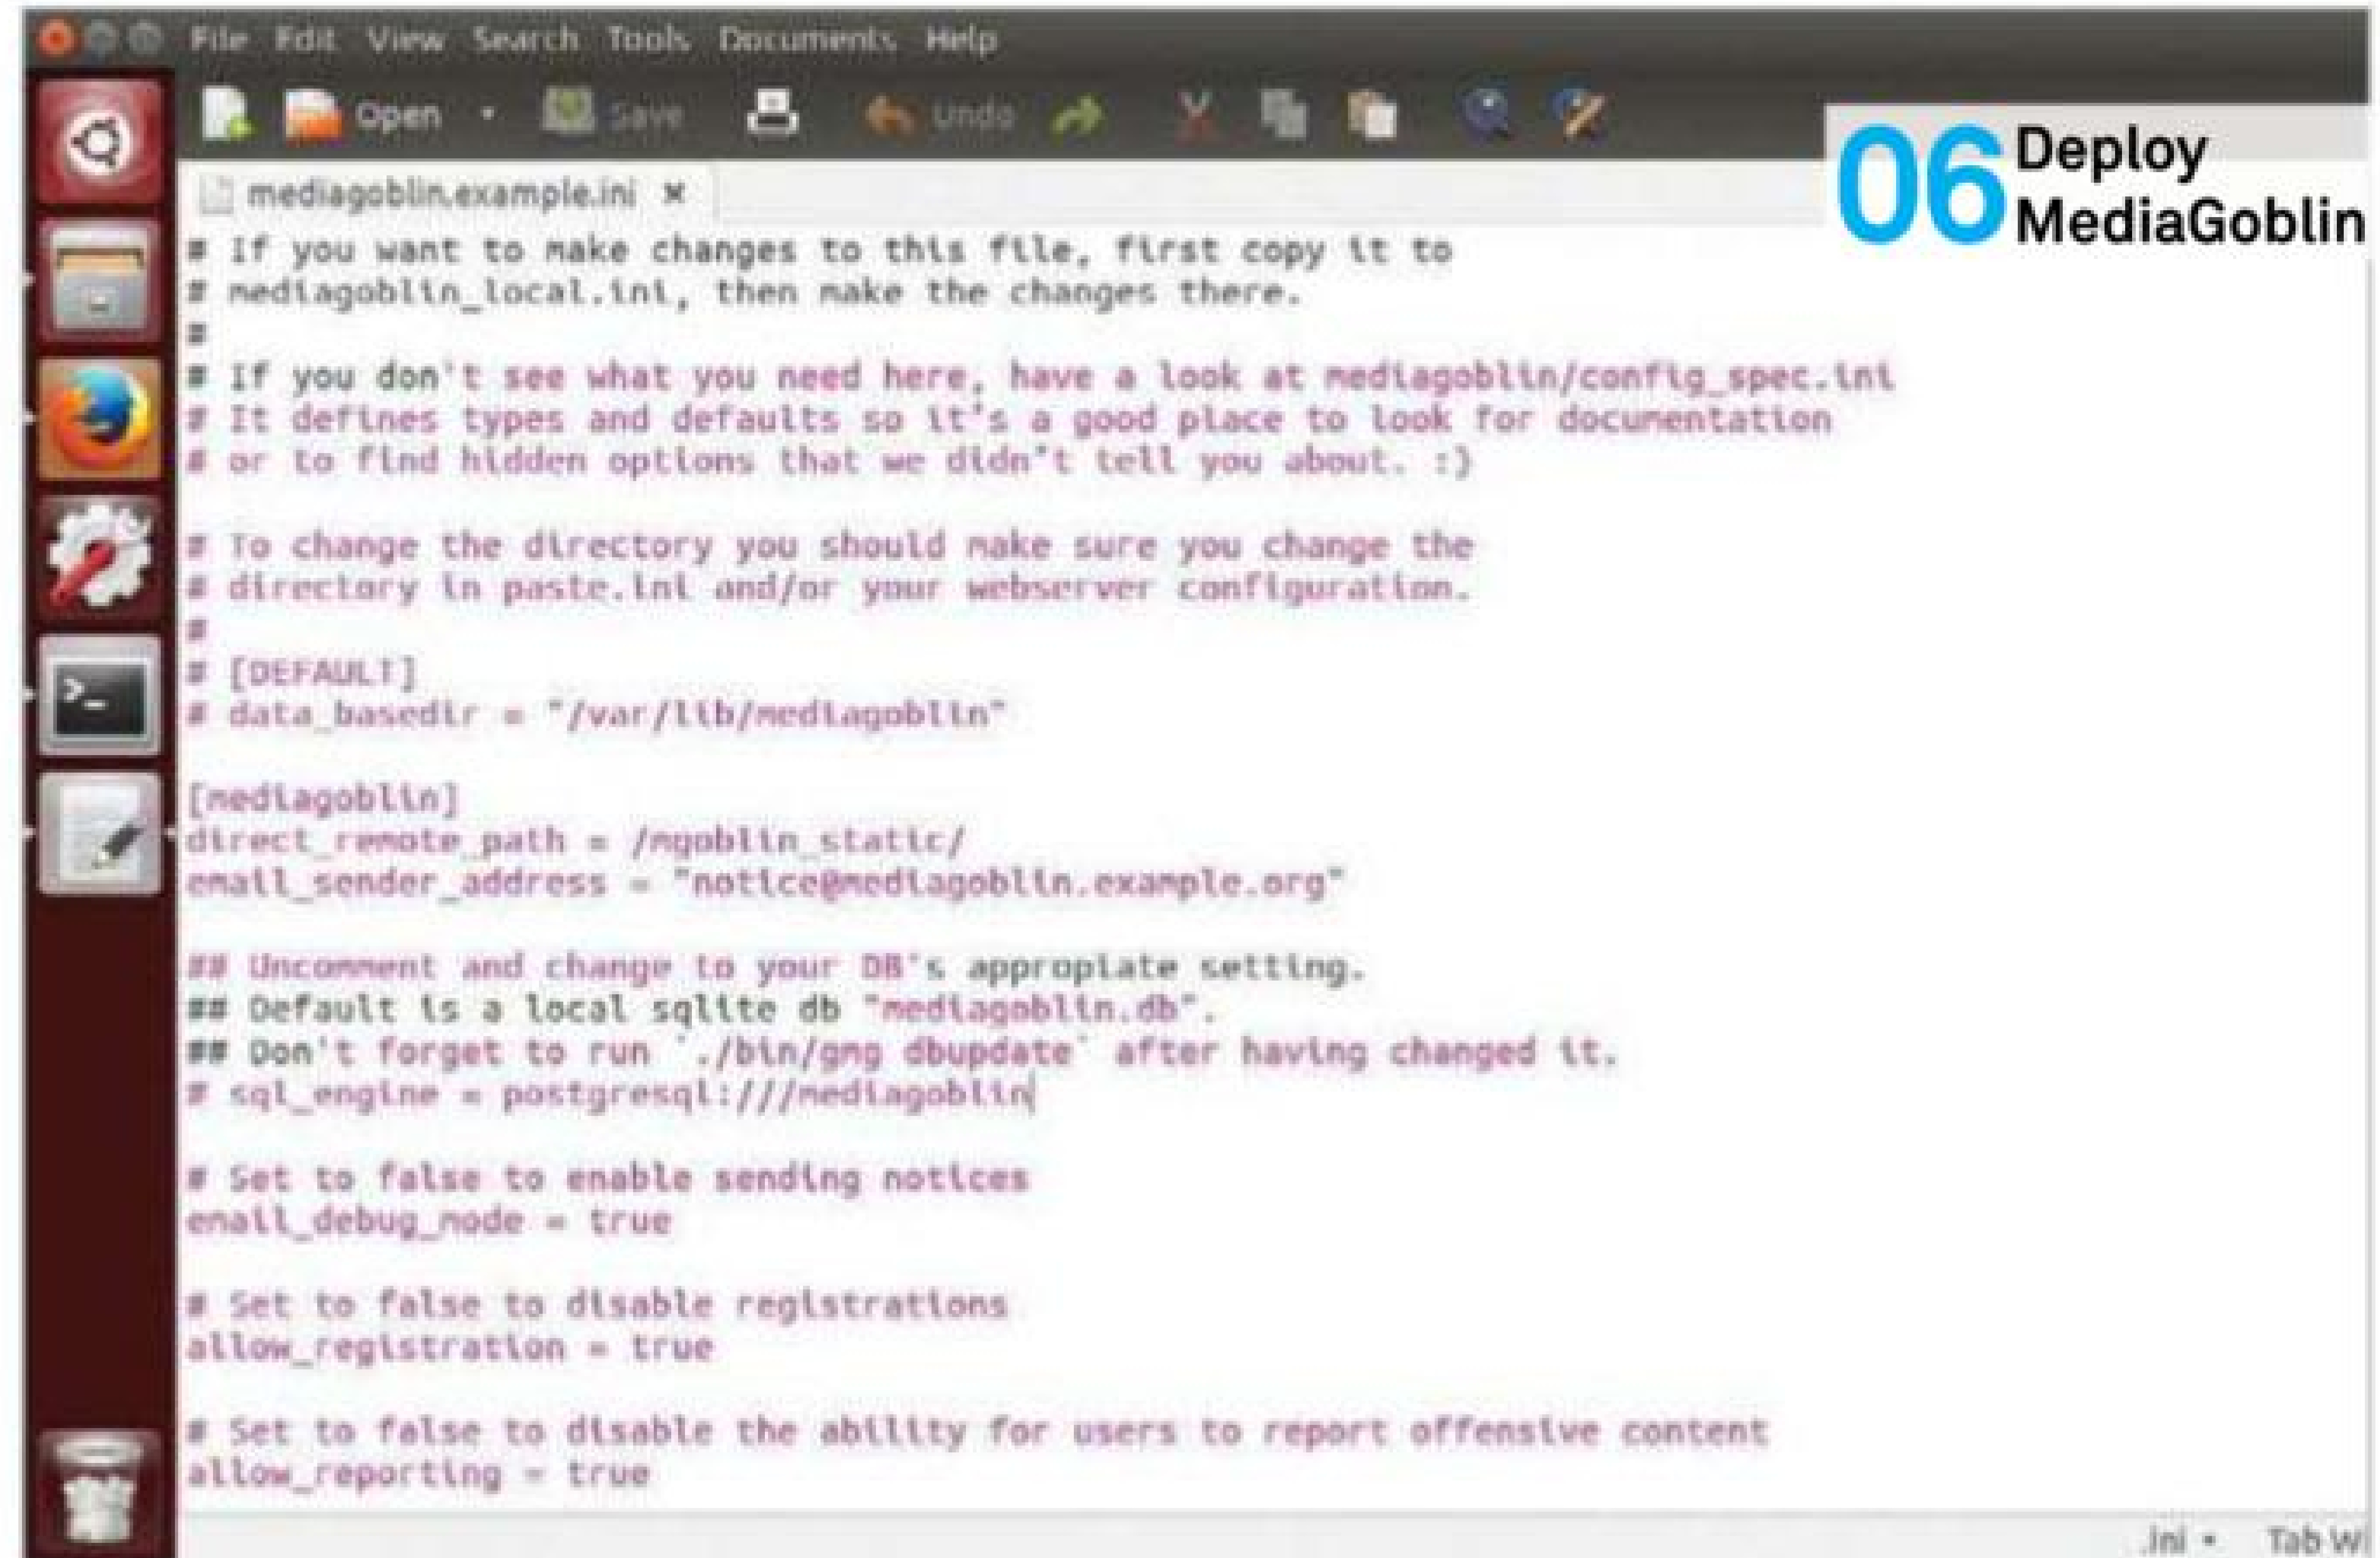 File Edit View Search Tools Documents Help
Open Save Undo
06 Deploy
MediaGoblin
mediagoblin.example.ini ×
# If you want to make changes to this file, first copy it to
# mediagoblin_local.ini, then make the changes there.
#
# If you don't see what you need here, have a look at mediagoblin/config_spec.ini
# It defines types and defaults so it's a good place to look for documentation
# or to find hidden options that we didn't tell you about. :)
# To change the directory you should make sure you change the
# directory in paste.ini and/or your webserver configuration.
#
# [DEFAULT]
# data_basedir = "/var/lib/mediagoblin"
[mediagoblin]
direct_remote_path = /mgoblin_static/
email_sender_address = "notice@mediagoblin.example.org"
## Uncomment and change to your DB's appropiate setting.
## Default is a local sqlite db "mediagoblin.db".
## Don't forget to run `./bin/gmg dbupdate` after having changed it.
# sql_engine = postgresql:///mediagoblin
# Set to false to enable sending notices
email_debug_mode = true
# Set to false to disable registrations
allow_registration = true
# Set to false to disable the ability for users to report offensive content
allow_reporting = true
.ini Tab W